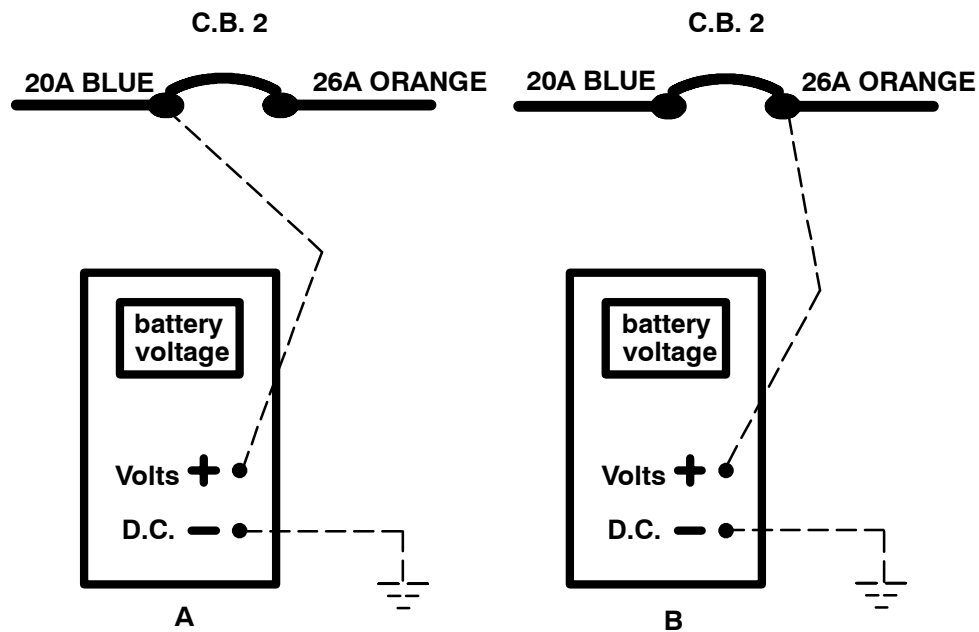 C.B. 2
20A BLUE
26A ORANGE
battery
voltage
Volts + 
D.C. −
A
C.B. 2
20A BLUE
26A ORANGE
battery
voltage
Volts +
D.C. −
B